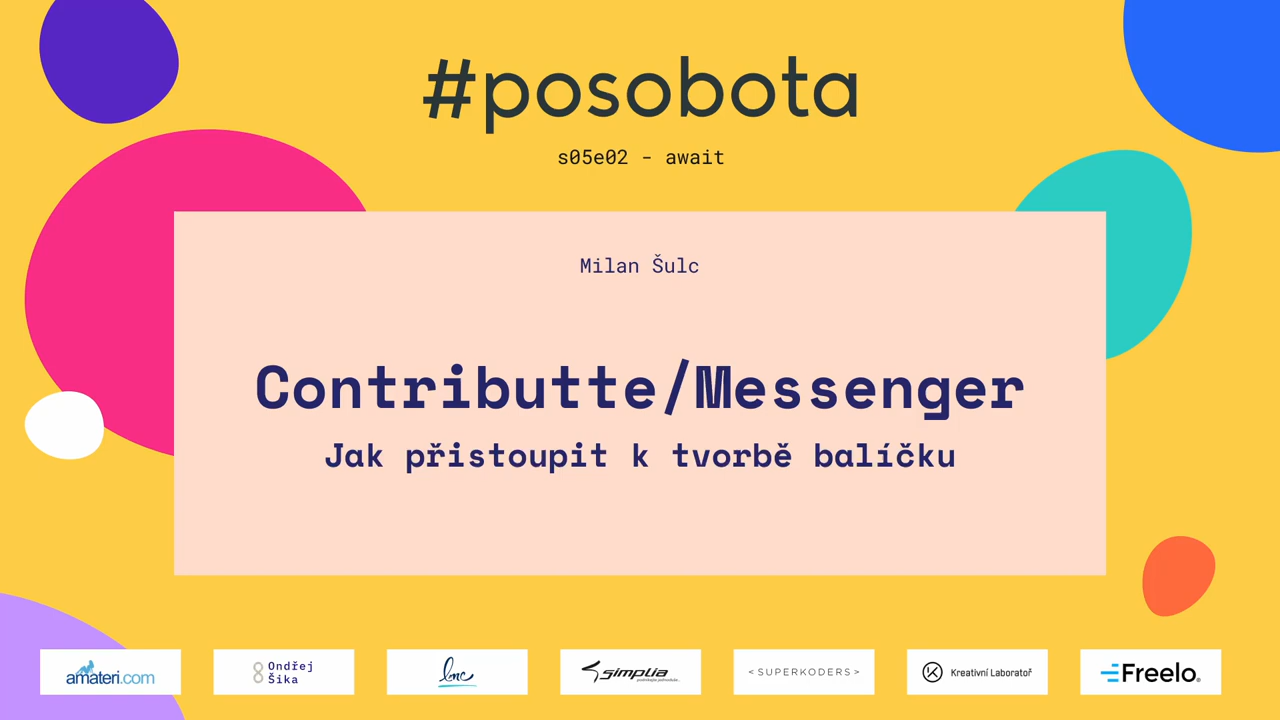 #posobota
s05e02 - await
Milan Šulc
Contributte/Messenger
Jak přistoupit k tvorbě balíčku
amateri.com
Ondřej
Šika
lmc
simplia
<SUPERKODERS>
Kreativní Laboratoř
Freelo®